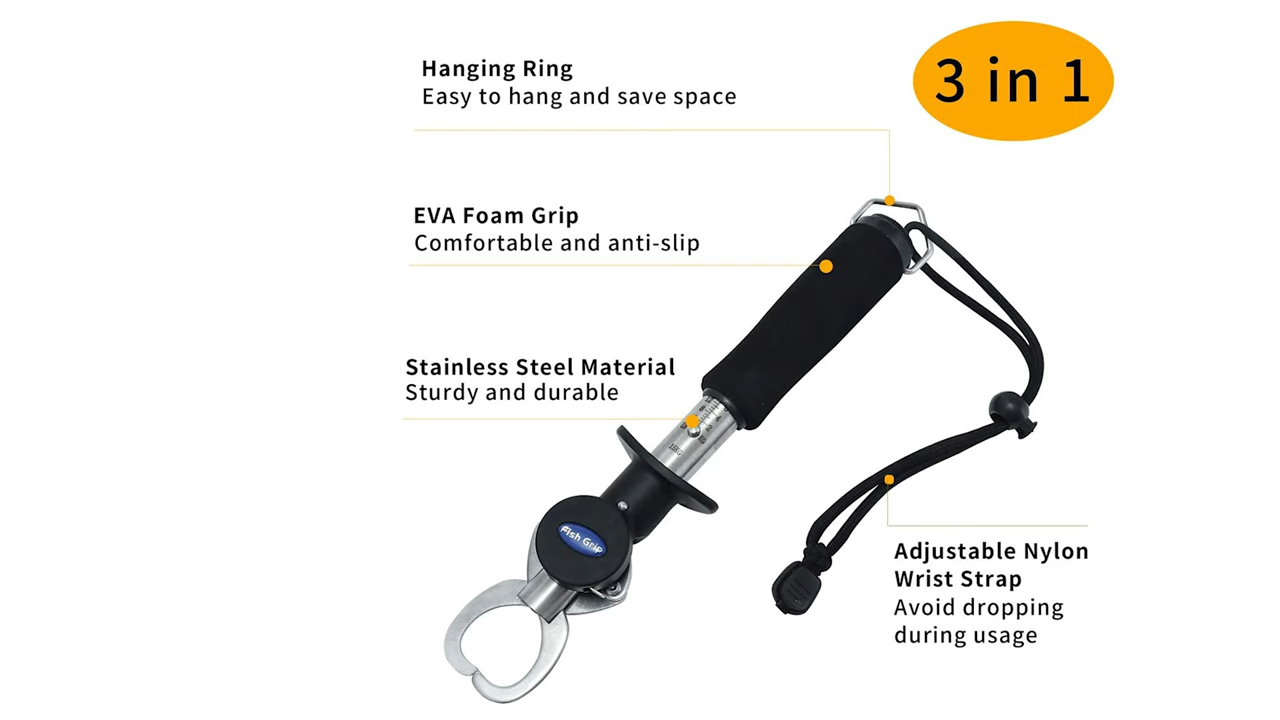 3 in 1
Hanging Ring
Easy to hang and save space
EVA Foam Grip
Comfortable and anti-slip
Stainless Steel Material
Sturdy and durable
Fish Grip
Adjustable Nylon
Wrist Strap
Avoid dropping
during usage